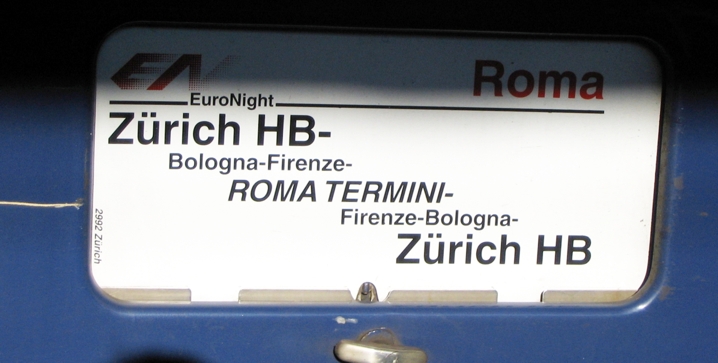 EN Roma
EuroNight
Zürich HB-
Bologna-Firenze-
ROMA TERMINI-
Firenze-Bologna-
Zürich HB
2992 Zürich